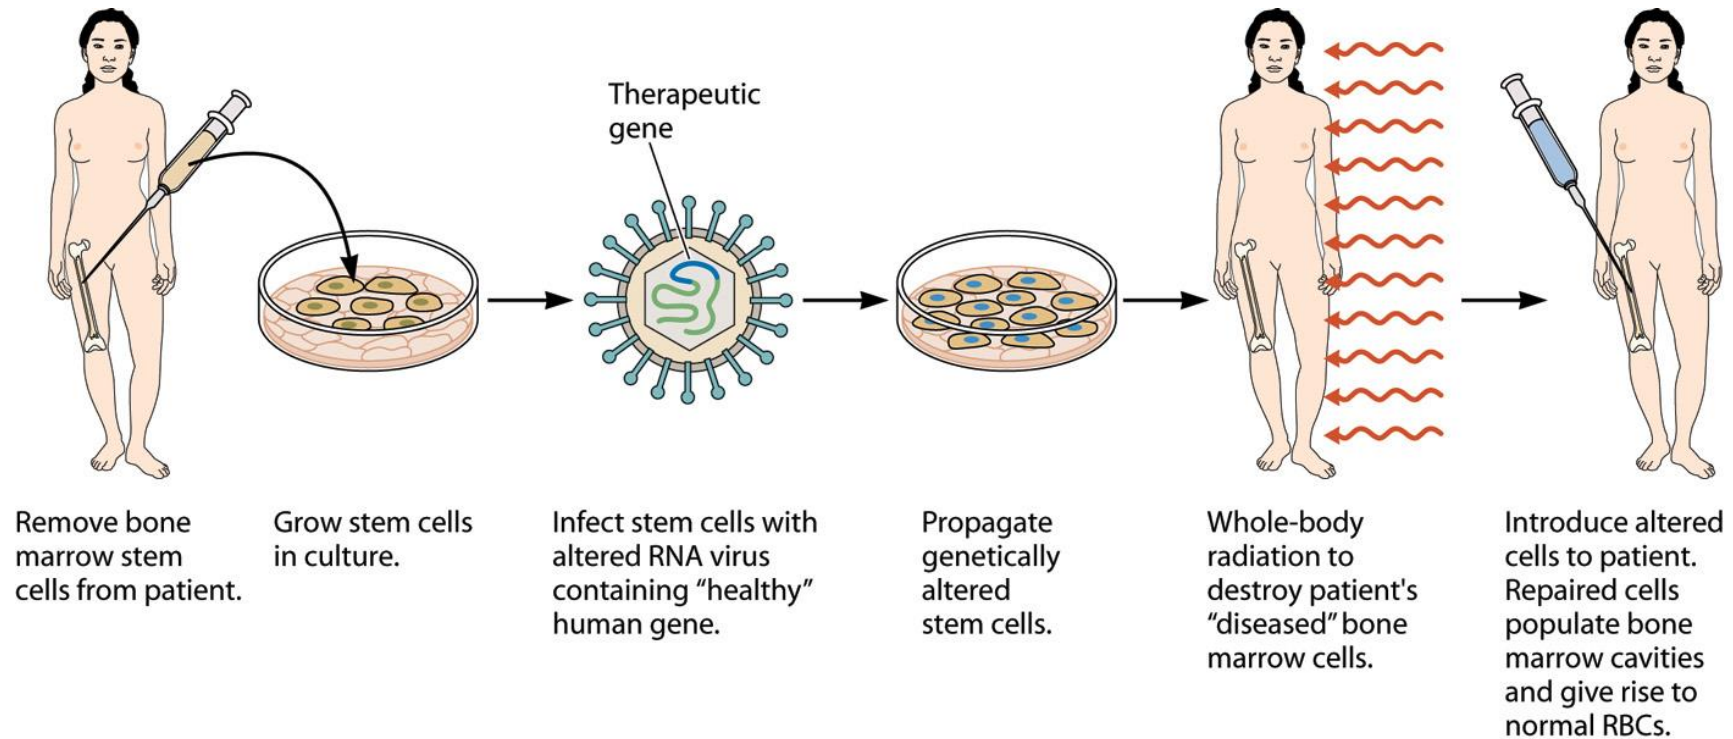 Therapeutic
gene
Remove bone
marrow stem
cells from patient.
Grow stem cells
in culture.
Infect stem cells with
altered RNA virus
containing “healthy”
human gene.
Propagate
genetically
altered
stem cells.
Whole-body
radiation to
destroy patient's
“diseased” bone
marrow cells.
Introduce altered
cells to patient.
Repaired cells
populate bone
marrow cavities
and give rise to
normal RBCs.